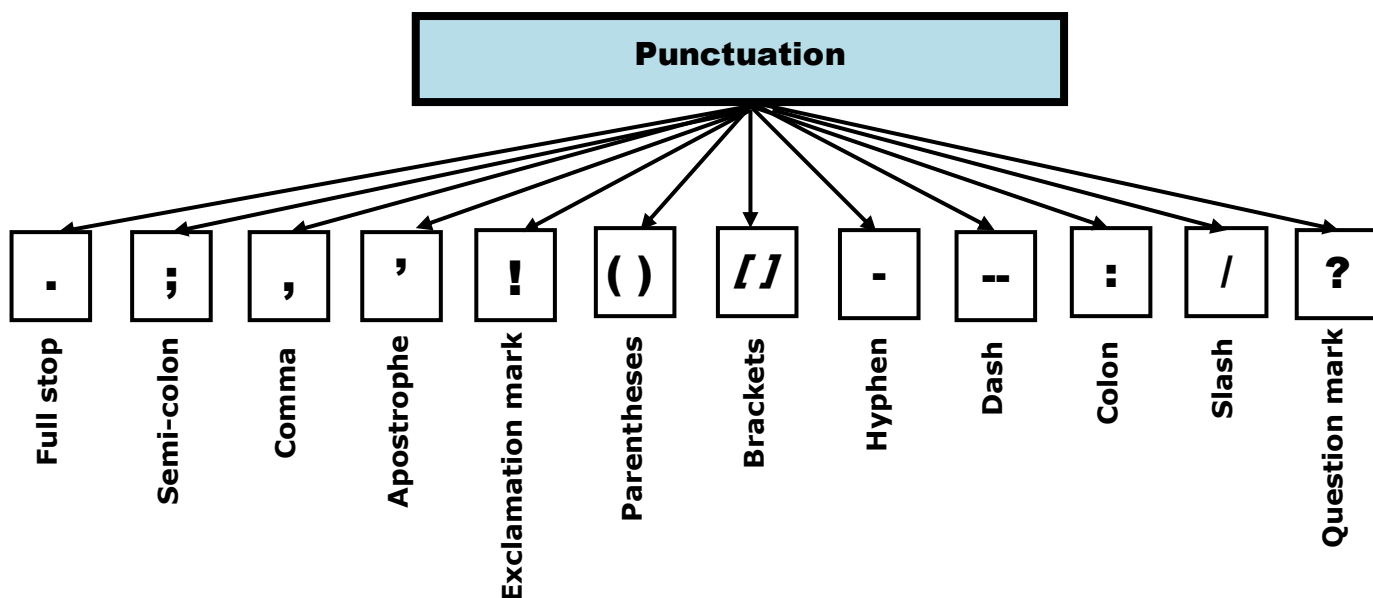 Punctuation
.
;
,
’
!
( )
[ ]
-
--
:
/
?
Full stop
Semi-colon
Comma
Apostrophe
Exclamation mark
Parentheses
Brackets
Hyphen
Dash
Colon
Slash
Question mark